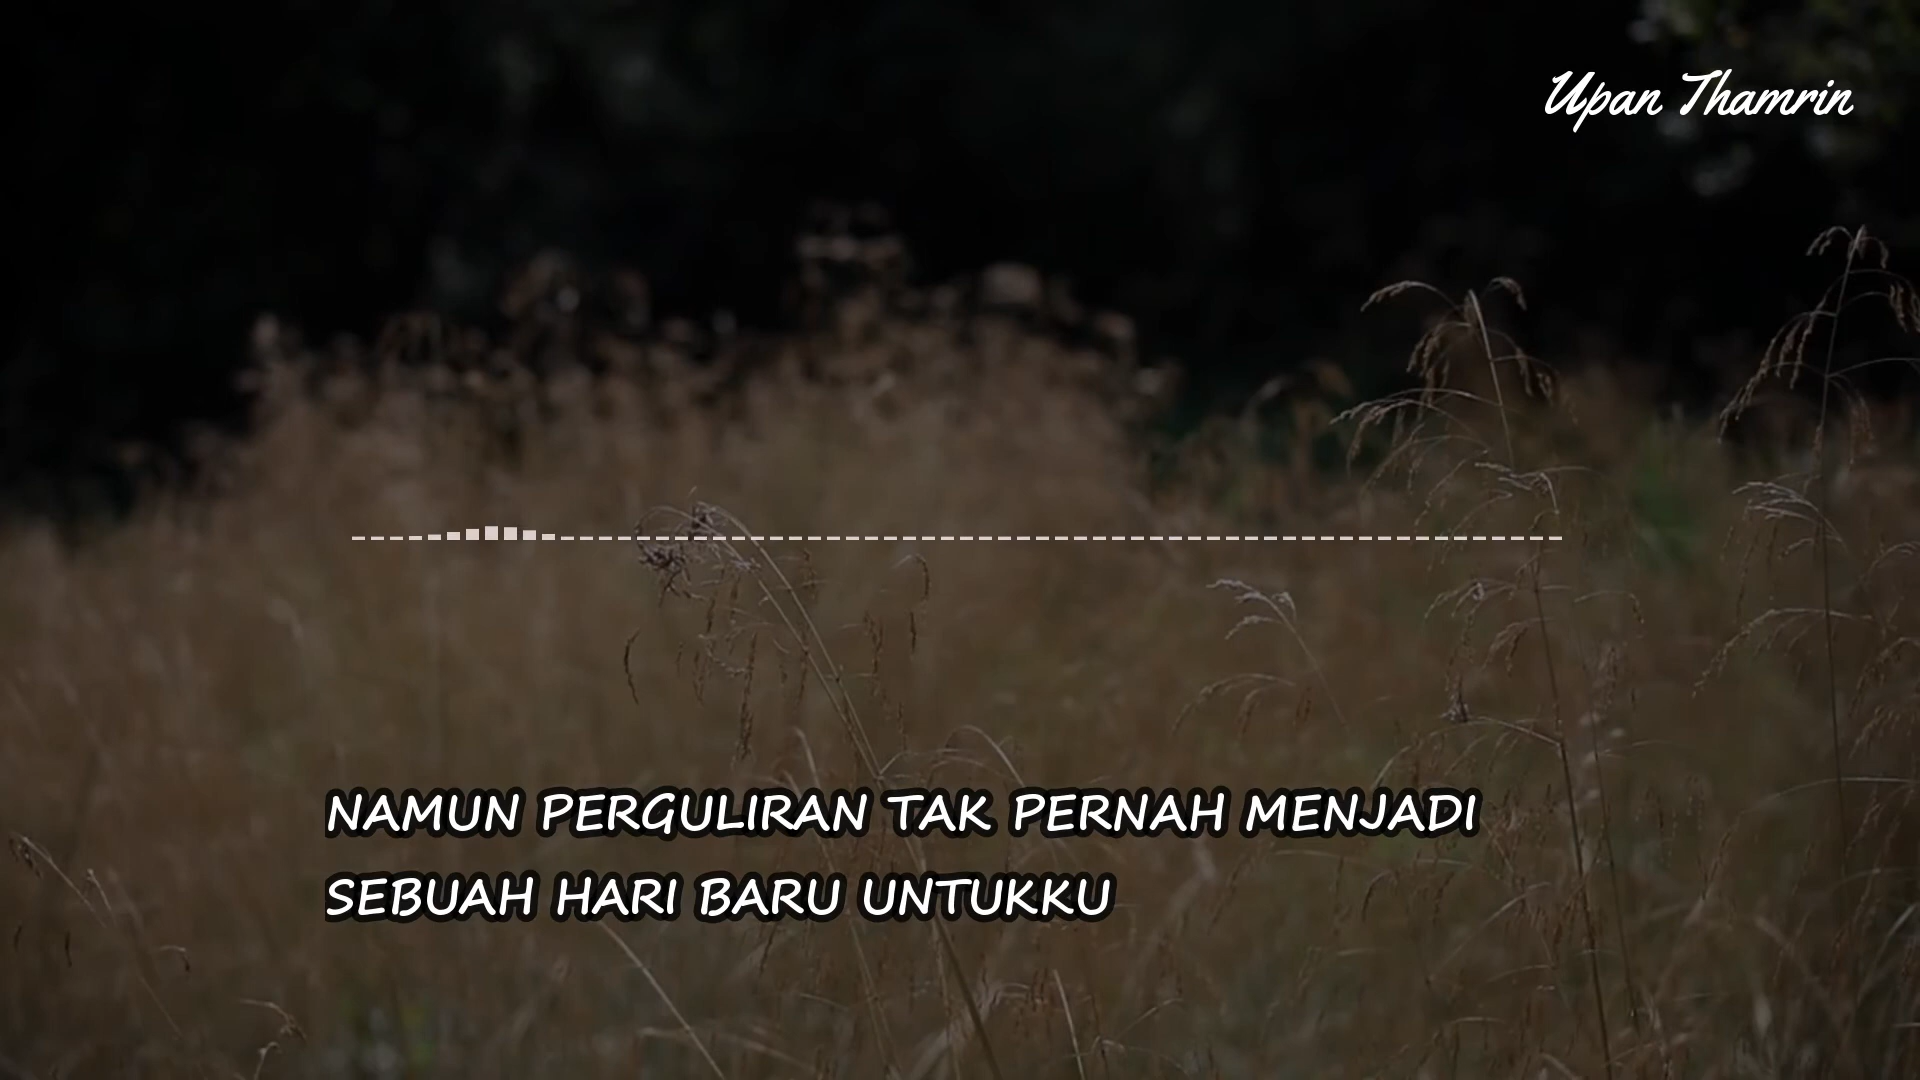 Upan Thamrin
NAMUN PERGULIRAN TAK PERNAH MENJADI
SEBUAH HARI BARU UNTUKKU